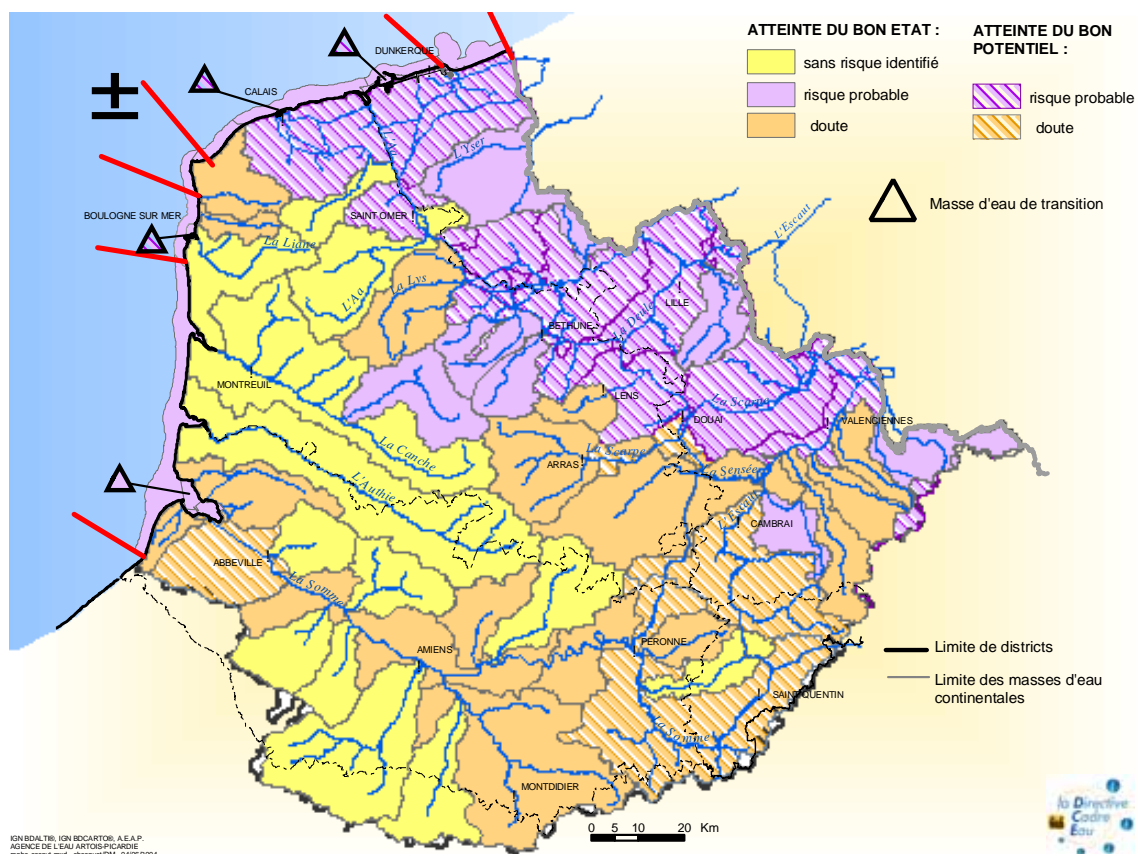 ATTEINTE DU BON ETAT :
sans risque identifié
risque probable
doute
ATTEINTE DU BON
POTENTIEL :
risque probable
doute
Masse d'eau de transition
DUNKERQUE
CALAIS
L'Aa
L'Yser
SAINT OMER
BOULOGNE SUR MER
La Liane
L'Aa
La Lys
L'Escaut
LILLE
BETHUNE
La Deule
MONTREUIL
LENS
La Scarpe
DOUAI
VALENCIENNES
La Canche
ARRAS
La Scarpe
La Sensée
L'Authie
CAMBRAI
ABBEVILLE
La Somme
PERONNE
AMIENS
SAINT QUENTIN
La Somme
MONTDIDIER
Limite de districts
Limite des masses d'eau
continentales
0 5 10 20 Km
la Directive
Cadre
Eau
IGN BDALTI®, IGN BDCARTO®, A.E.A.P.
AGENCE DE L'EAU ARTOIS-PICARDIE